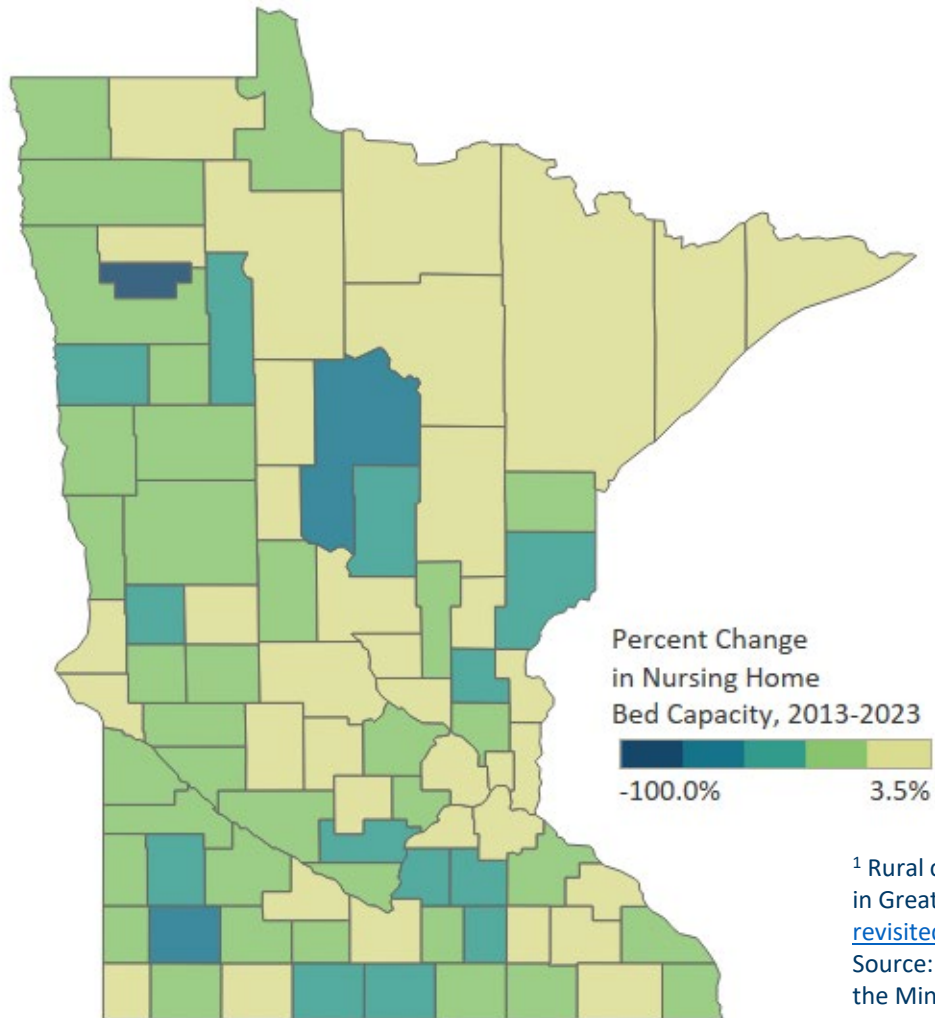 Percent Change
in Nursing Home
Bed Capacity, 2013-2023
-100.0% 3.5%
¹ Rural
in Great
revisited
Source:
the Min